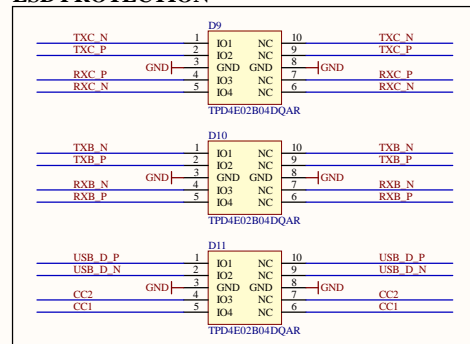 ESD PROTECTION
D9
TXC_N 1 IO1 NC 10 TXC_N
TXC_P 2 IO2 NC 9 TXC_P
GND 3 GND GND 8 GND
RXC_P 4 IO3 NC 7 RXC_P
RXC_N 5 IO4 NC 6 RXC_N
TPD4E02B04DQAR
D10
TXB_N 1 IO1 NC 10 TXB_N
TXB_P 2 IO2 NC 9 TXB_P
GND 3 GND GND 8 GND
RXB_N 4 IO3 NC 7 RXB_N
RXB_P 5 IO4 NC 6 RXB_P
TPD4E02B04DQAR
D11
USB_D_P 1 IO1 NC 10 USB_D_P
USB_D_N 2 IO2 NC 9 USB_D_N
GND 3 GND GND 8 GND
CC2 4 IO3 NC 7 CC2
CC1 5 IO4 NC 6 CC1
TPD4E02B04DQAR